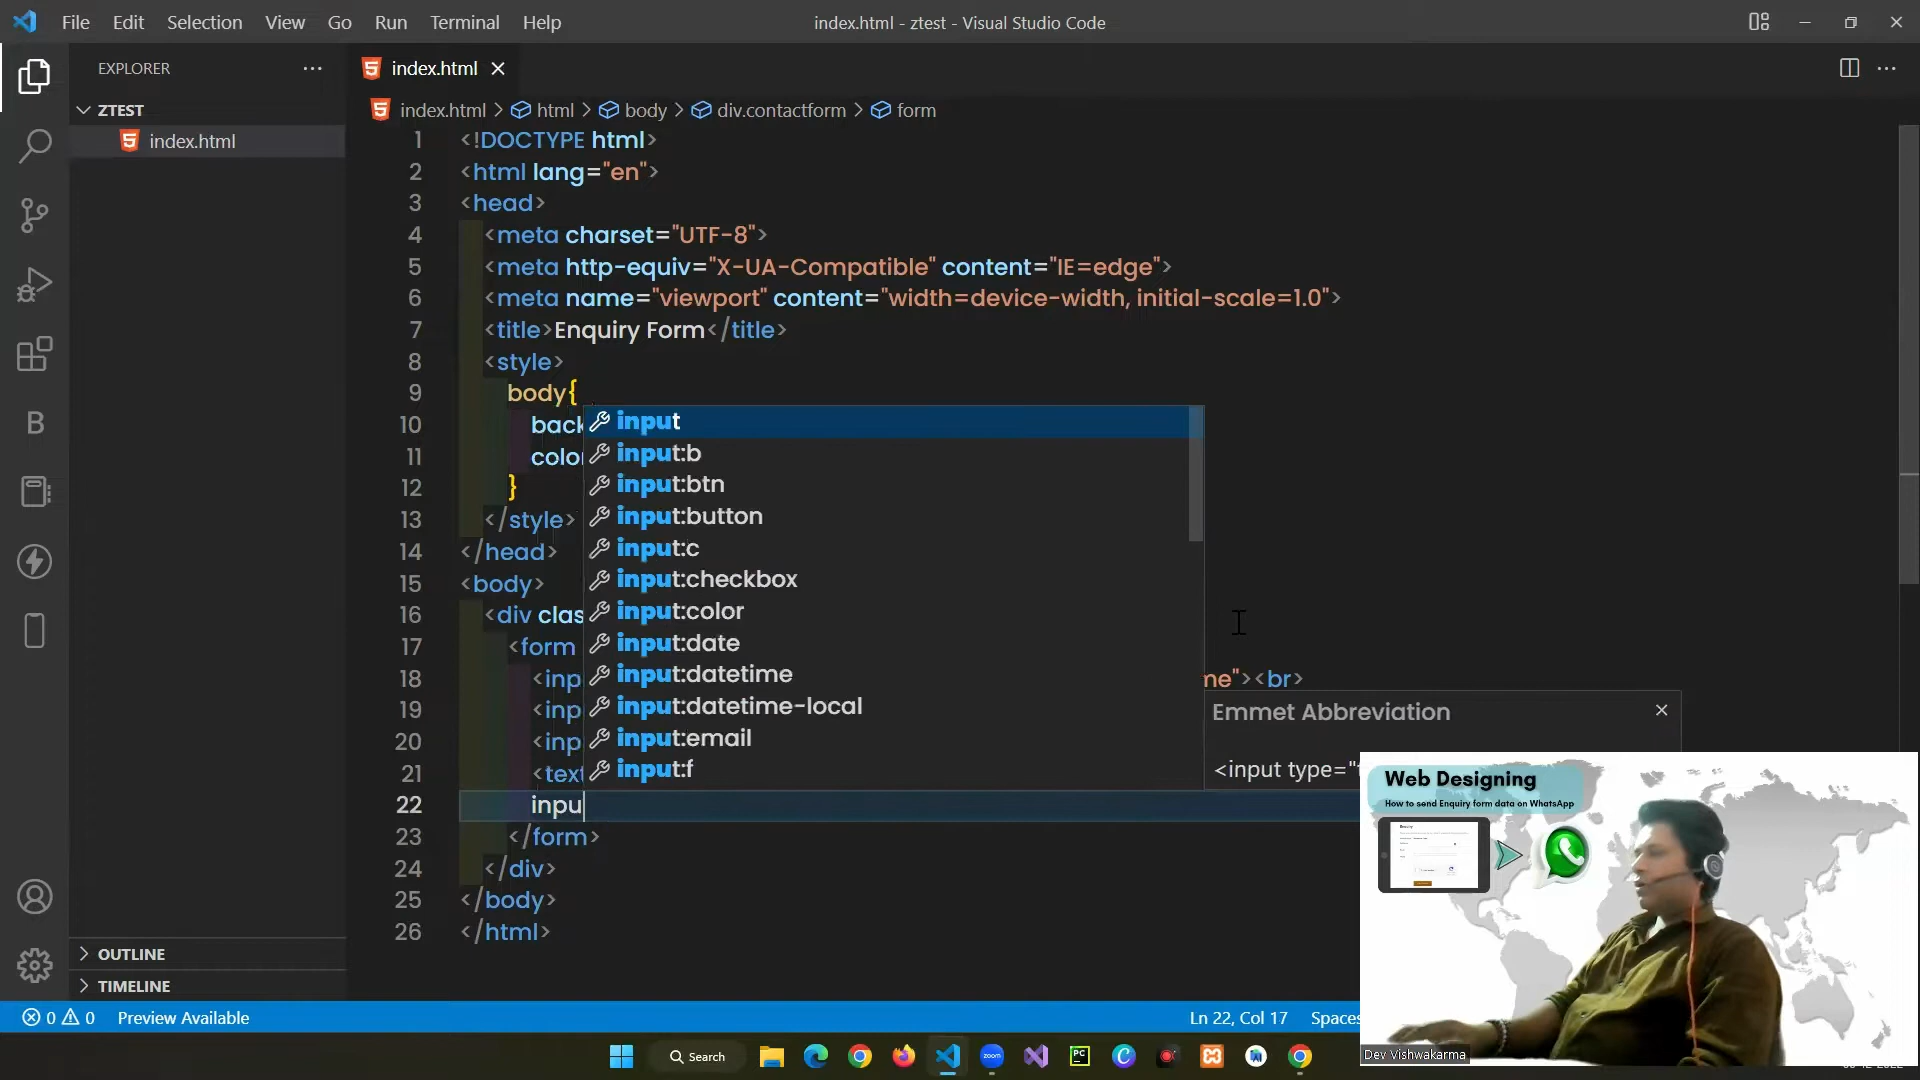 File Edit Selection View Go Run Terminal Help
index.html - ztest - Visual Studio Code
EXPLORER
index.html
ZTEST
index.html > html > body > div.contactform > form
index.html
1 <!DOCTYPE html>
2 <html lang="en">
3 <head>
4 <meta charset="UTF-8">
5 <meta http-equiv="X-UA-Compatible" content="IE=edge">
6 <meta name="viewport" content="width=device-width, initial-scale=1.0">
7 <title>Enquiry Form</title>
8 <style>
9 body{
10 back
11 colo
12 }
13 </style>
14 </head>
15 <body>
16 <div clas
17 <form
18 <inp me"><br>
19 <inp
20 <inp
21 <text
22 inpu
23 </form>
24 </div>
25 </body>
26 </html>
input
input:b
input:btn
input:button
input:c
input:checkbox
input:color
input:date
input:datetime
input:datetime-local
input:email
input:f
Emmet Abbreviation
<input type="
Web Designing
How to send Enquiry form data on WhatsApp
Enquiry
Dev Vishwakarma
OUTLINE
TIMELINE
0 0 Preview Available
Ln 22, Col 17 Spaces
Search
zoom
PC